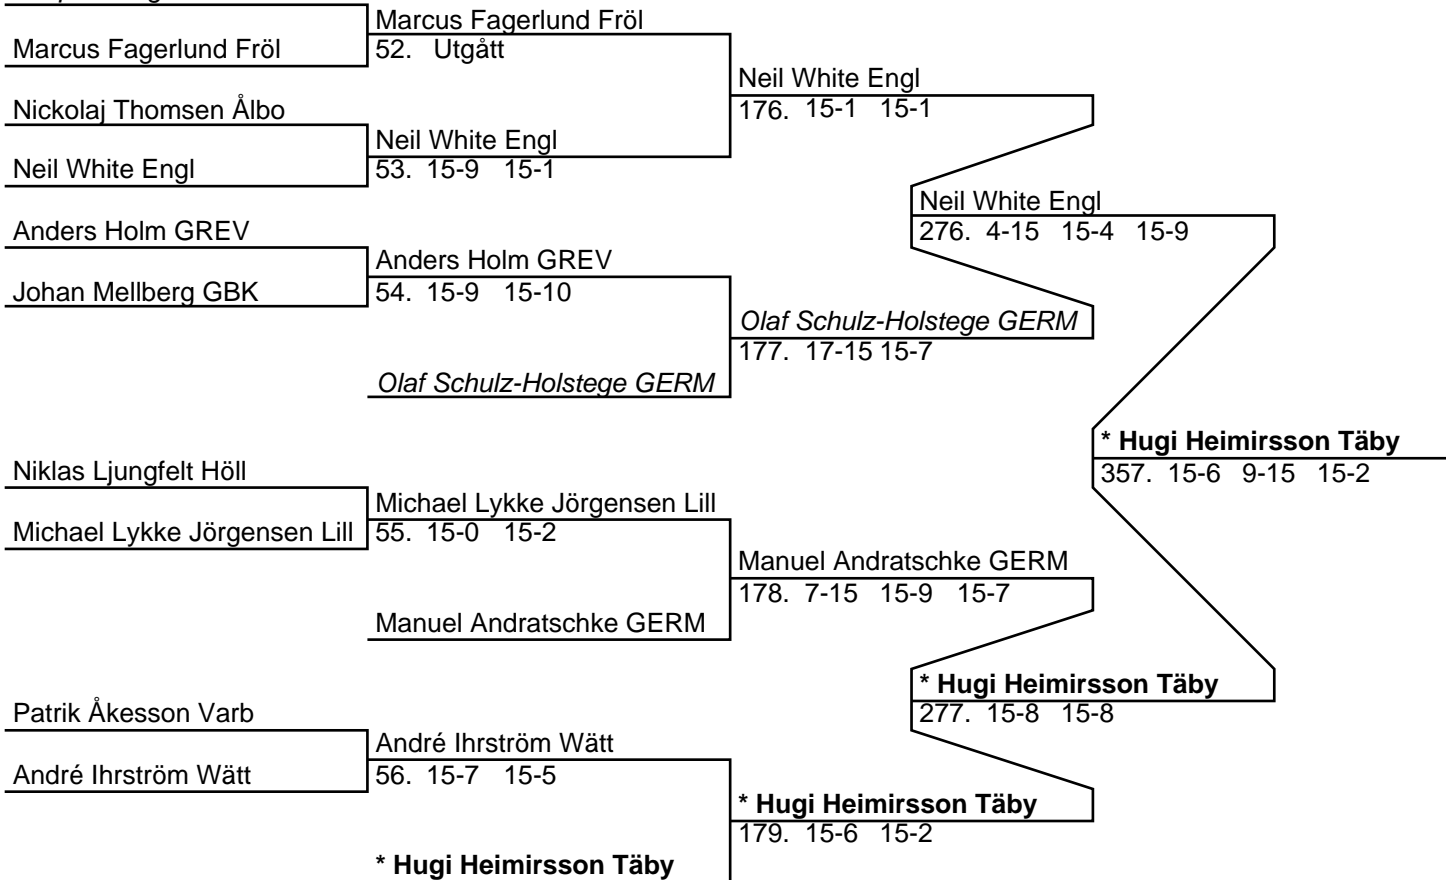 Marcus Fagerlund Fröl
Marcus Fagerlund Fröl
52. Utgått
Neil White Engl
176. 15-1 15-1
Nickolaj Thomsen Ålbo
Neil White Engl
Neil White Engl
53. 15-9 15-1
Neil White Engl
276. 4-15 15-4 15-9
Anders Holm GREV
Anders Holm GREV
Johan Mellberg GBK
54. 15-9 15-10
Olaf Schulz-Holstege GERM
177. 17-15 15-7
Olaf Schulz-Holstege GERM
* Hugi Heimirsson Täby
357. 15-6 9-15 15-2
Niklas Ljungfelt Höll
Michael Lykke Jörgensen Lill
Michael Lykke Jörgensen Lill
55. 15-0 15-2
Manuel Andratschke GERM
178. 7-15 15-9 15-7
Manuel Andratschke GERM
* Hugi Heimirsson Täby
277. 15-8 15-8
Patrik Åkesson Varb
André Ihrström Wätt
André Ihrström Wätt
56. 15-7 15-5
* Hugi Heimirsson Täby
179. 15-6 15-2
* Hugi Heimirsson Täby